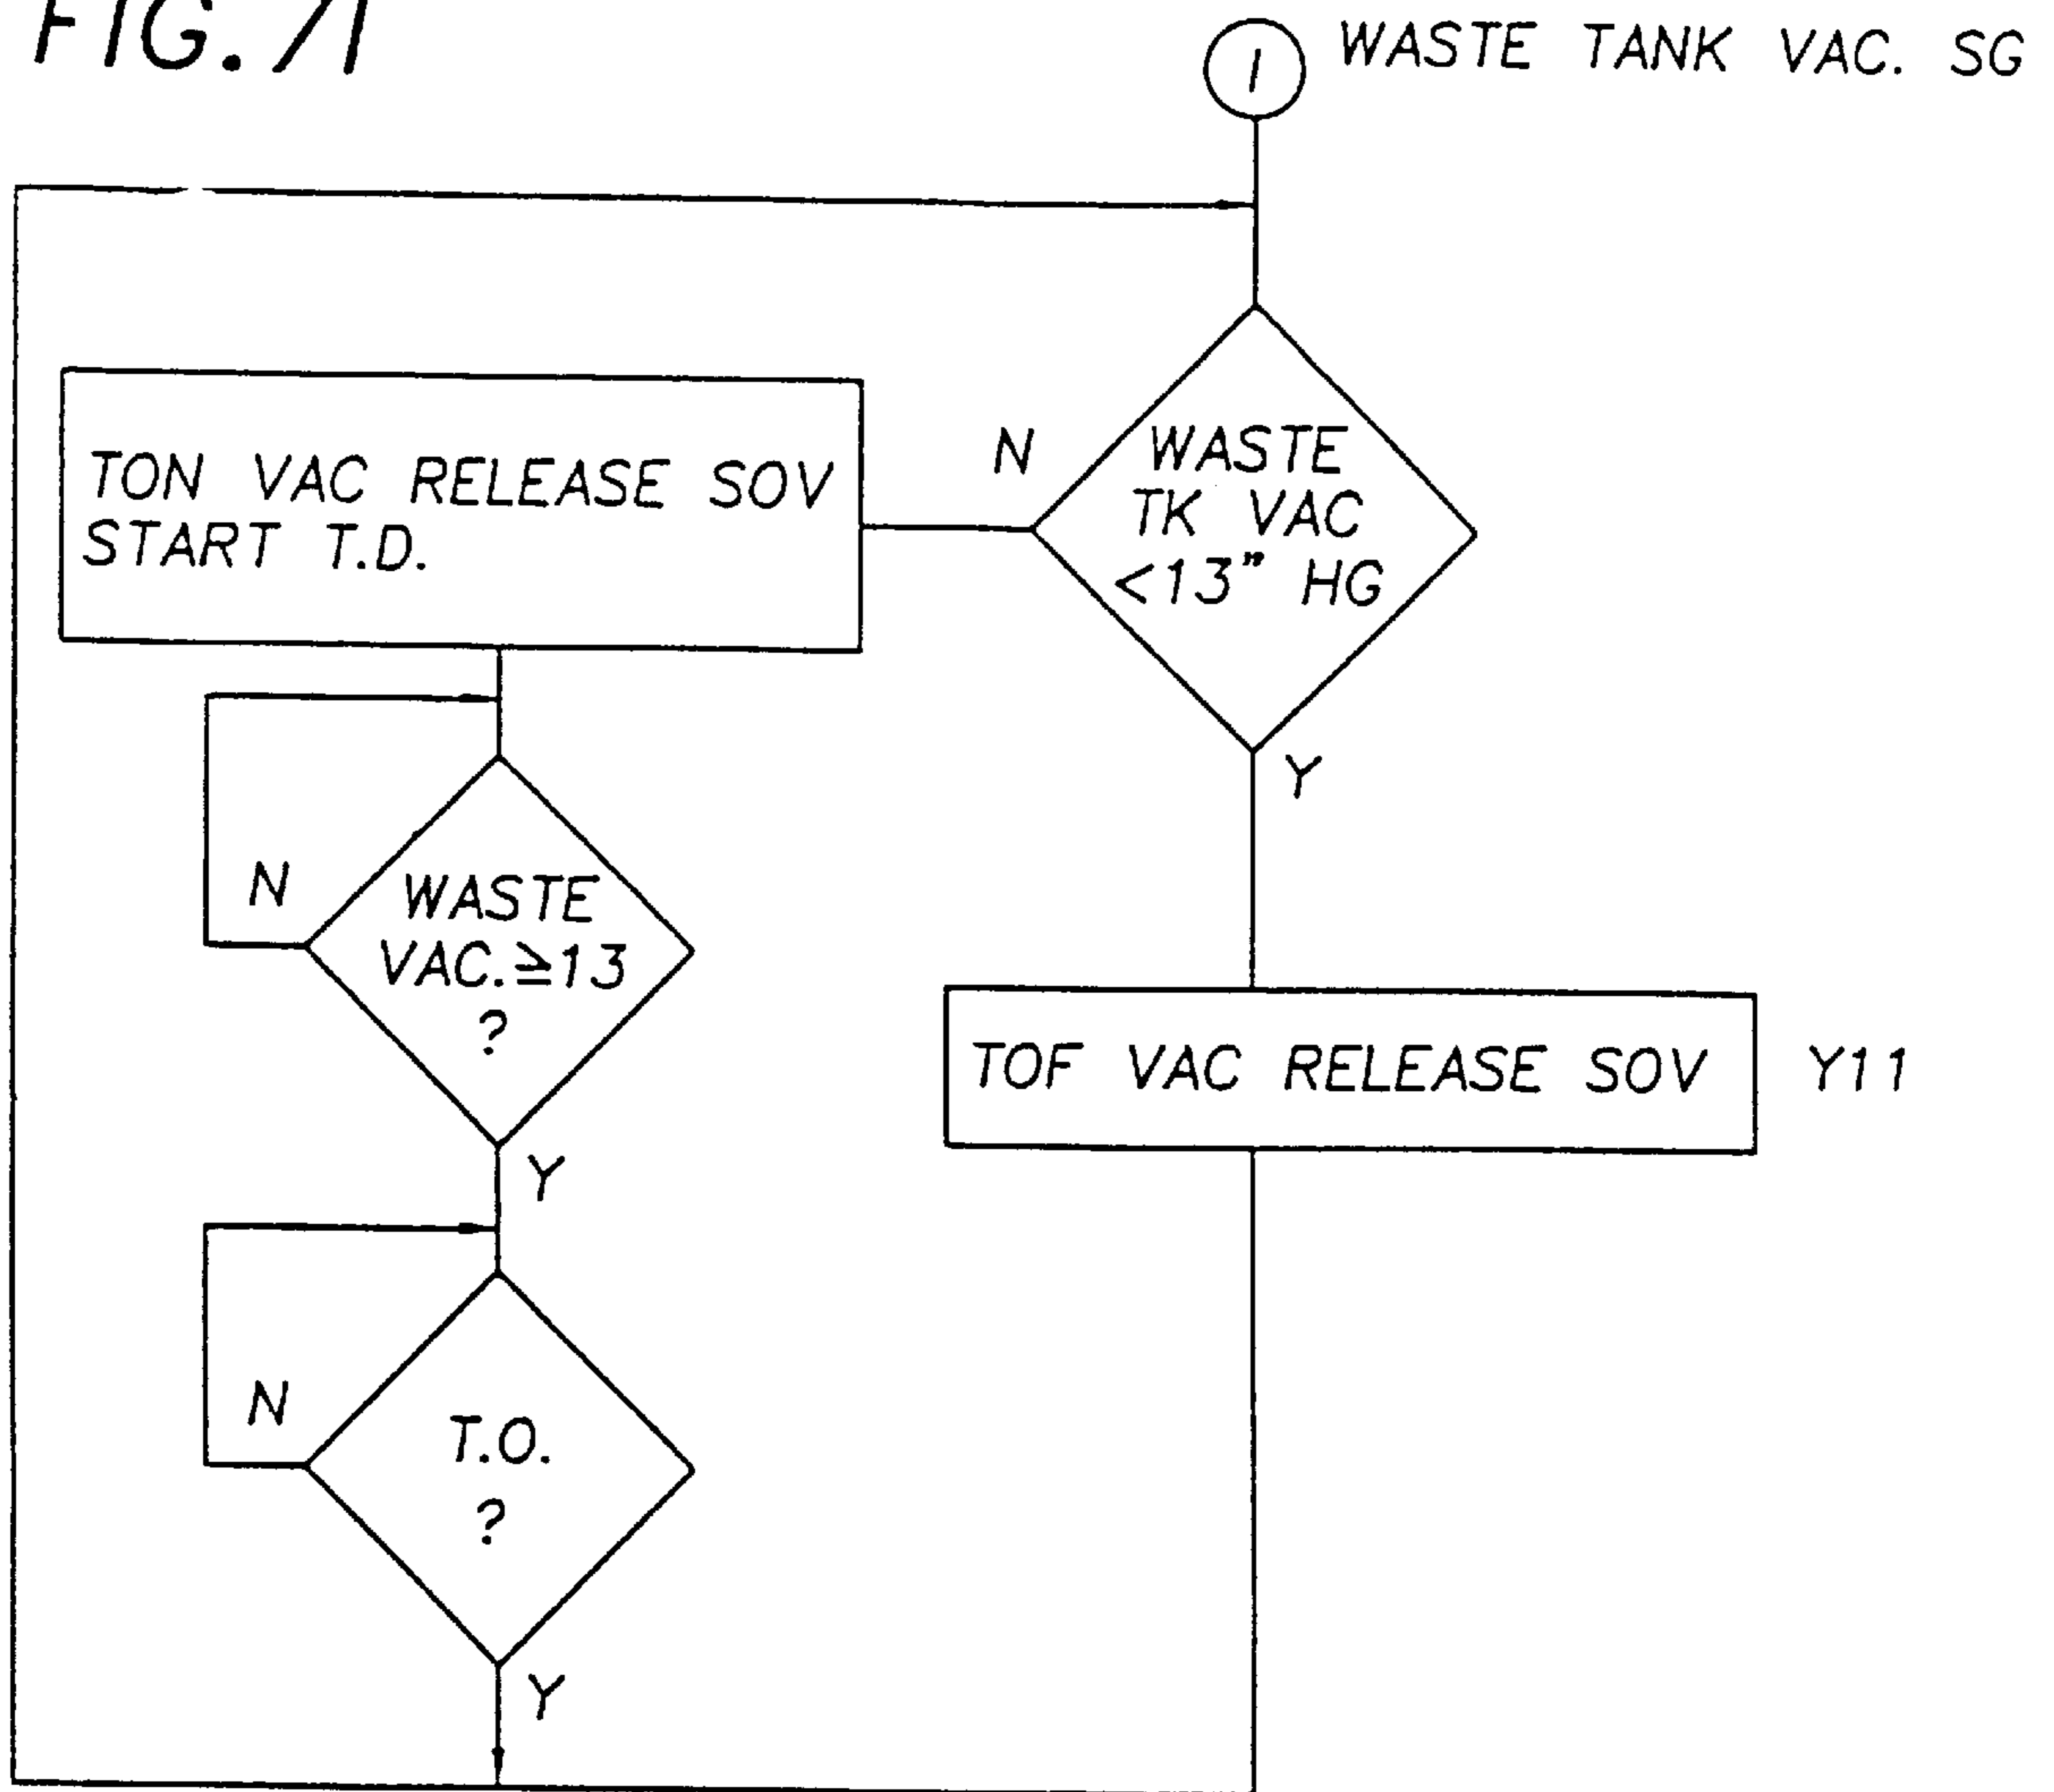 FIG. 71
1
WASTE TANK VAC. SG
N
WASTE
TK VAC
<13" HG
Y
TON VAC RELEASE SOV
START T.D.
N
WASTE
VAC.≥13
?
Y
TOF VAC RELEASE SOV
Y11
N
T.O.
?
Y